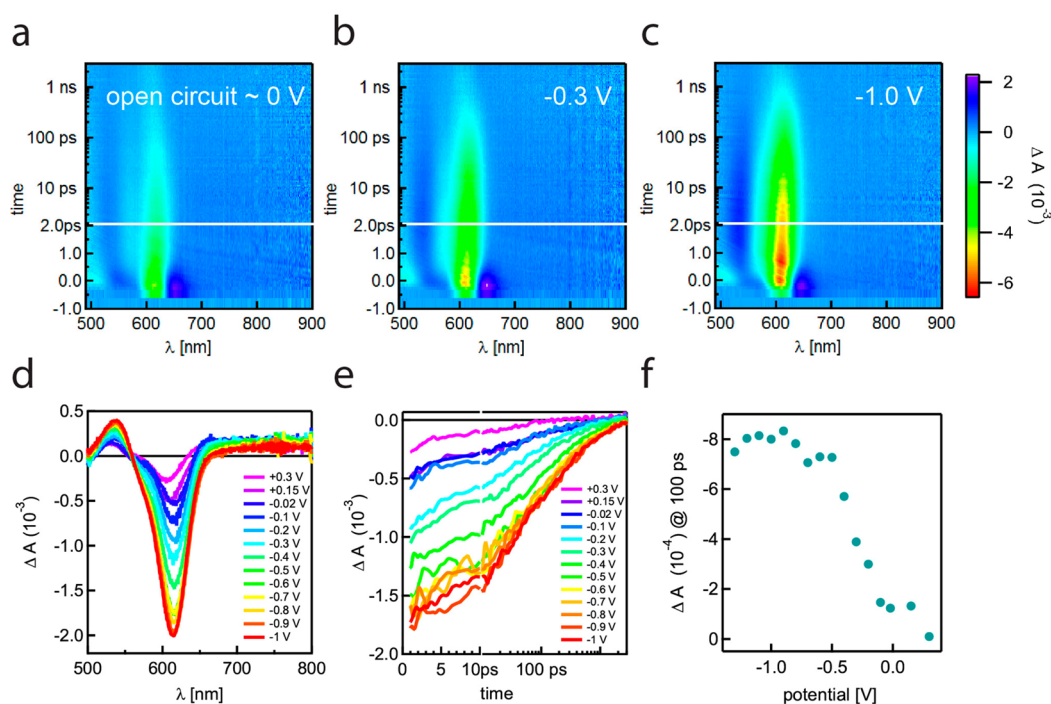 a
b
c
open circuit ~ 0 V
-0.3 V
-1.0 V
time
1 ns
100 ps
10 ps
2.0ps
1.0
0.0
-1.0
500 600 700 800 900
λ [nm]
time
1 ns
100 ps
10 ps
2.0ps
1.0
0.0
-1.0
500 600 700 800 900
λ [nm]
time
1 ns
100 ps
10 ps
2.0ps
1.0
0.0
-1.0
500 600 700 800 900
λ [nm]
2
0
-2
-4
-6
Δ A (10⁻³)
d
e
f
Δ A (10⁻³)
0.5
0.0
-0.5
-1.0
-1.5
-2.0
+0.3 V
+0.15 V
-0.02 V
-0.1 V
-0.2 V
-0.3 V
-0.4 V
-0.5 V
-0.6 V
-0.7 V
-0.8 V
-0.9 V
-1 V
500 600 700 800
λ [nm]
Δ A (10⁻³)
0.0
-0.5
-1.0
-1.5
-2.0
+0.3 V
+0.15 V
-0.02 V
-0.1 V
-0.2 V
-0.3 V
-0.4 V
-0.5 V
-0.6 V
-0.7 V
-0.8 V
-0.9 V
-1 V
0 5 10ps 100 ps
time
Δ A (10⁻⁴) @ 100 ps
-8
-6
-4
-2
0
-1.0 -0.5 0.0
potential [V]